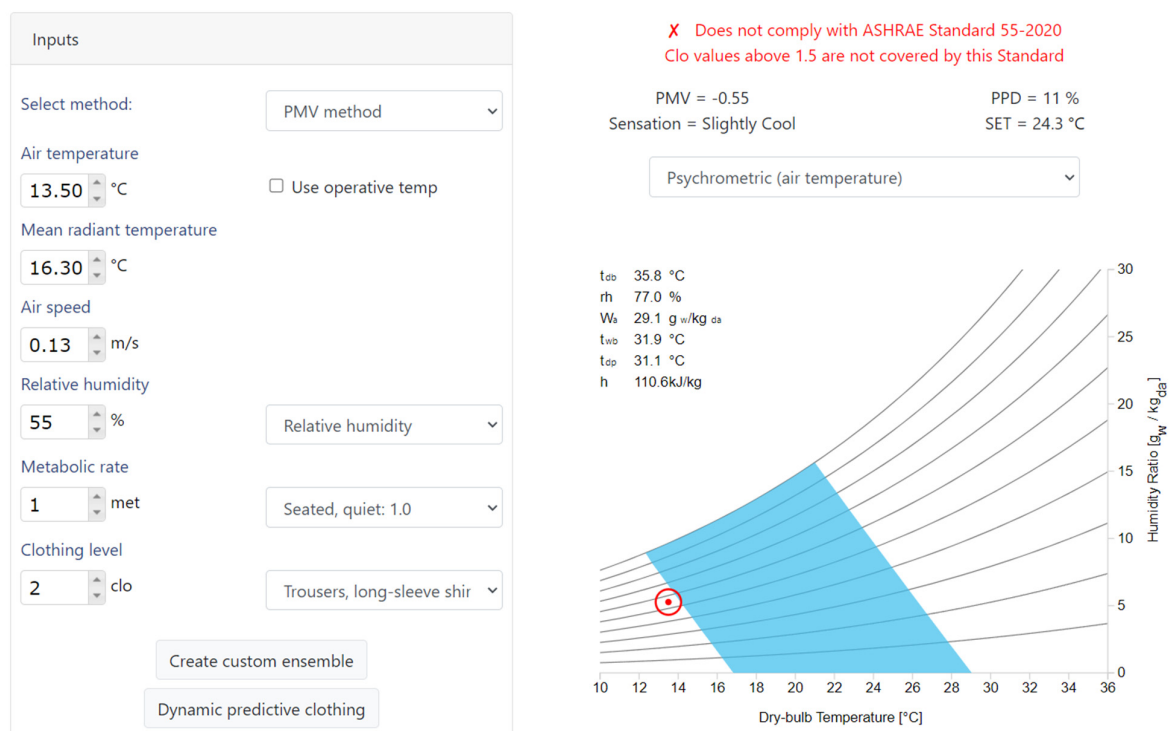 Inputs
Select method:
PMV method
Air temperature
13.50 °C
Use operative temp
Mean radiant temperature
16.30 °C
Air speed
0.13 m/s
Relative humidity
55 %
Relative humidity
Metabolic rate
1 met
Seated, quiet: 1.0
Clothing level
2 clo
Trousers, long-sleeve shir
Create custom ensemble
Dynamic predictive clothing
✗ Does not comply with ASHRAE Standard 55-2020
Clo values above 1.5 are not covered by this Standard
PMV = -0.55 PPD = 11 %
Sensation = Slightly Cool SET = 24.3 °C
Psychrometric (air temperature)
tdb 35.8 °C
rh 77.0 %
Wa 29.1 g w/kg da
twb 31.9 °C
tdp 31.1 °C
h 110.6kJ/kg
30
25
20
15
10
5
0
Humidity Ratio [gw / kgda]
10 12 14 16 18 20 22 24 26 28 30 32 34 36
Dry-bulb Temperature [°C]